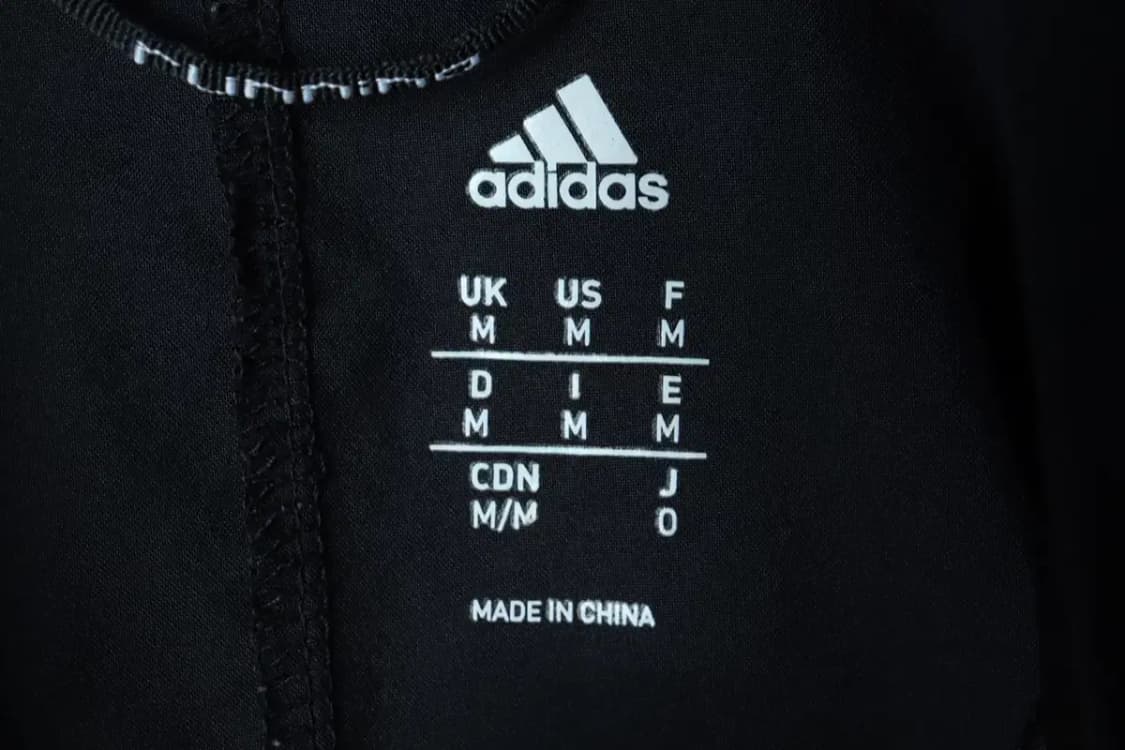 adidas
UK US F
M M M
D I E
M M M
CDN J
M/M O
MADE IN CHINA